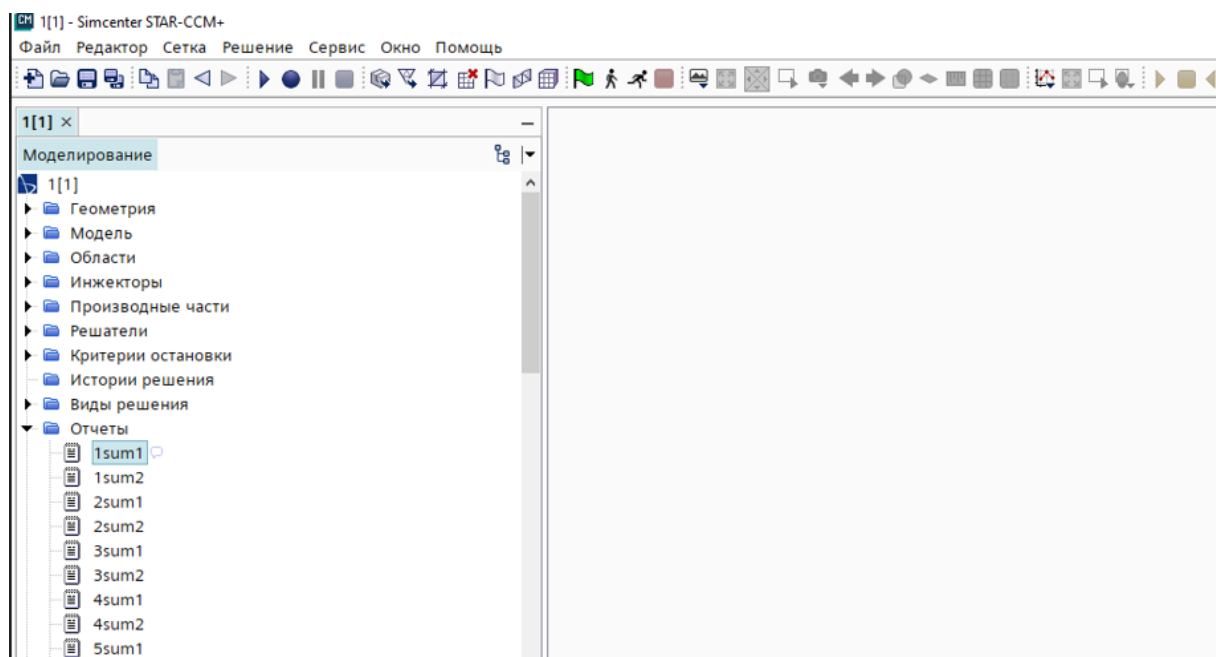 CM 1[1] - Simcenter STAR-CCM+
Файл Редактор Сетка Решение Сервис Окно Помощь
1[1] ×
Моделирование
1[1]
Геометрия
Модель
Области
Инжекторы
Производные части
Решатели
Критерии остановки
Истории решения
Виды решения
Отчеты
1sum1
1sum2
2sum1
2sum2
3sum1
3sum2
4sum1
4sum2
5sum1